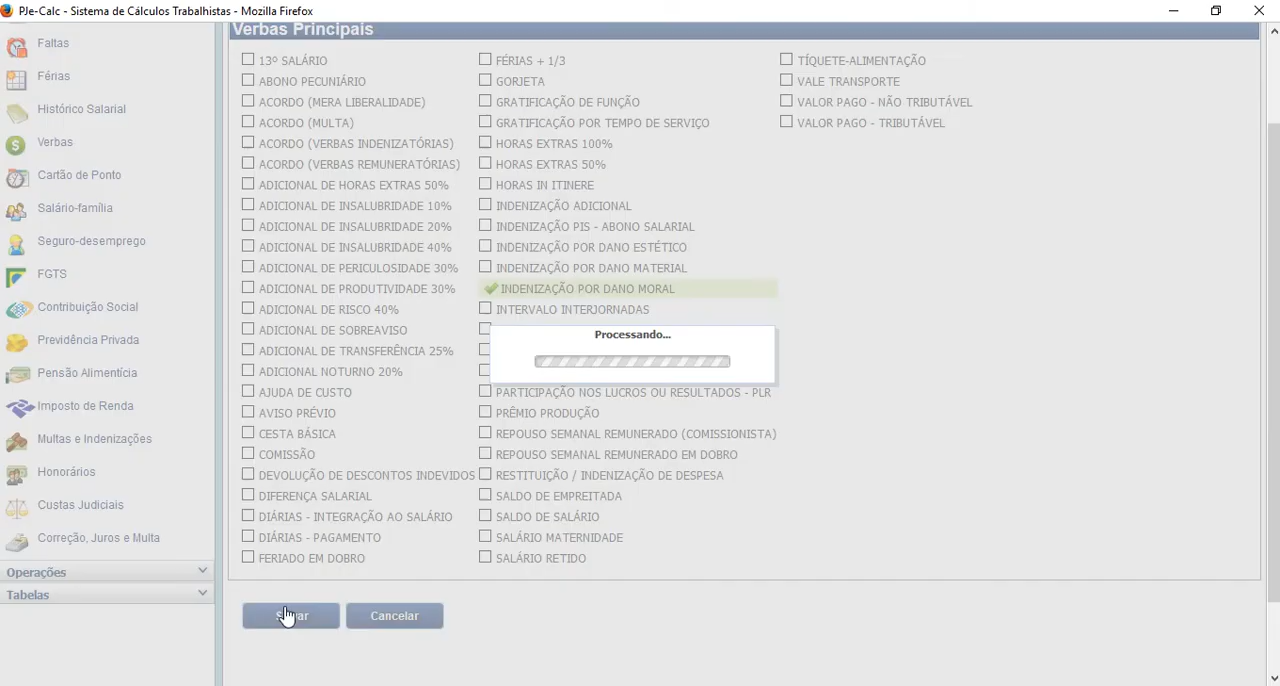 PJe-Calc - Sistema de Cálculos Trabalhistas - Mozilla Firefox
Faltas
Férias
Histórico Salarial
Verbas
Cartão de Ponto
Salário-família
Seguro-desemprego
FGTS
Contribuição Social
Previdência Privada
Pensão Alimentícia
Imposto de Renda
Multas e Indenizações
Honorários
Custas Judiciais
Correção, Juros e Multa
Operações
Tabelas
Verbas Principais
13º SALÁRIO
ABONO PECUNIÁRIO
ACORDO (MERA LIBERALIDADE)
ACORDO (MULTA)
ACORDO (VERBAS INDENIZATÓRIAS)
ACORDO (VERBAS REMUNERATÓRIAS)
ADICIONAL DE HORAS EXTRAS 50%
ADICIONAL DE INSALUBRIDADE 10%
ADICIONAL DE INSALUBRIDADE 20%
ADICIONAL DE INSALUBRIDADE 40%
ADICIONAL DE PERICULOSIDADE 30%
ADICIONAL DE PRODUTIVIDADE 30%
ADICIONAL DE RISCO 40%
ADICIONAL DE SOBREAVISO
ADICIONAL DE TRANSFERÊNCIA 25%
ADICIONAL NOTURNO 20%
AJUDA DE CUSTO
AVISO PRÉVIO
CESTA BÁSICA
COMISSÃO
DEVOLUÇÃO DE DESCONTOS INDEVIDOS
DIFERENÇA SALARIAL
DIÁRIAS - INTEGRAÇÃO AO SALÁRIO
DIÁRIAS - PAGAMENTO
FERIADO EM DOBRO
FÉRIAS + 1/3
GORJETA
GRATIFICAÇÃO DE FUNÇÃO
GRATIFICAÇÃO POR TEMPO DE SERVIÇO
HORAS EXTRAS 100%
HORAS EXTRAS 50%
HORAS IN ITINERE
INDENIZAÇÃO ADICIONAL
INDENIZAÇÃO PIS - ABONO SALARIAL
INDENIZAÇÃO POR DANO ESTÉTICO
INDENIZAÇÃO POR DANO MATERIAL
INDENIZAÇÃO POR DANO MORAL
INTERVALO INTERJORNADAS
Processando...
PARTICIPAÇÃO NOS LUCROS OU RESULTADOS - PLR
PRÊMIO PRODUÇÃO
REPOUSO SEMANAL REMUNERADO (COMISSIONISTA)
REPOUSO SEMANAL REMUNERADO EM DOBRO
RESTITUIÇÃO / INDENIZAÇÃO DE DESPESA
SALDO DE EMPREITADA
SALDO DE SALÁRIO
SALÁRIO MATERNIDADE
SALÁRIO RETIDO
TÍQUETE-ALIMENTAÇÃO
VALE TRANSPORTE
VALOR PAGO - NÃO TRIBUTÁVEL
VALOR PAGO - TRIBUTÁVEL
Cancelar